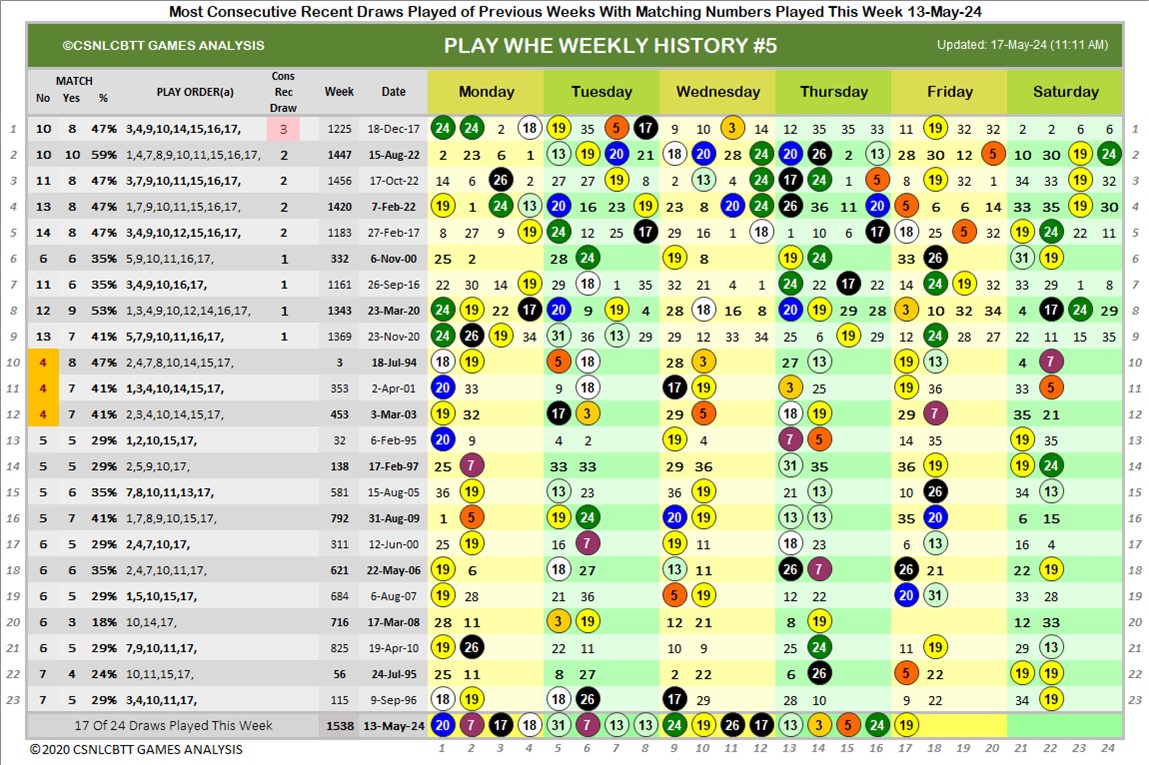 Most Consecutive Recent Draws Played of Previous Weeks With Matching Numbers Played This Week 13-May-24
©CSNLCBTT GAMES ANALYSIS PLAY WHE WEEKLY HISTORY #5 Updated: 17-May-24 (11:11 AM)
MATCH
No Yes % PLAY ORDER(a) Cons Rec Draw Week Date Monday Tuesday Wednesday Thursday Friday Saturday
1 10 8 47% 3,4,9,10,14,15,16,17, 3 1225 18-Dec-17 24 24 2 18 19 35 5 17 9 10 3 14 12 35 35 33 11 19 32 32 2 2 6 6 1
2 10 10 59% 1,4,7,8,9,10,11,15,16,17, 2 1447 15-Aug-22 2 23 6 1 13 19 20 21 18 20 28 24 20 26 2 13 28 30 12 5 10 30 19 24 2
3 11 8 47% 3,7,9,10,11,15,16,17, 2 1456 17-Oct-22 14 6 26 2 27 27 19 8 2 13 4 24 17 24 1 5 8 19 32 1 34 33 19 32 3
4 13 8 47% 1,7,9,10,11,15,16,17, 2 1420 7-Feb-22 19 1 24 13 20 16 23 19 23 8 20 24 26 36 11 20 5 6 6 14 33 35 19 30 4
5 14 8 47% 3,4,9,10,12,15,16,17, 2 1183 27-Feb-17 8 27 9 19 24 12 25 17 29 16 1 18 1 10 6 17 18 25 5 32 19 24 22 11 5
6 6 6 35% 5,9,10,11,16,17, 1 332 6-Nov-00 25 2 28 24 19 8 19 24 33 26 31 19 6
7 11 6 35% 3,4,9,10,16,17, 1 1161 26-Sep-16 22 30 14 19 29 18 1 35 32 21 4 1 24 22 17 22 14 24 19 32 33 29 1 8 7
8 12 9 53% 1,3,4,9,10,12,14,16,17, 1 1343 23-Mar-20 24 19 22 17 20 9 19 4 28 18 16 8 20 19 29 28 3 10 32 34 4 17 24 29 8
9 13 7 41% 5,7,9,10,11,16,17, 1 1369 23-Nov-20 24 26 19 34 31 36 13 29 29 12 33 34 25 6 19 29 12 24 28 27 22 11 15 35 9
10 4 8 47% 2,4,7,8,10,14,15,17, 3 18-Jul-94 18 19 5 18 28 3 27 13 19 13 4 7 10
11 4 7 41% 1,3,4,10,14,15,17, 353 2-Apr-01 20 33 9 18 17 19 3 25 19 36 33 5 11
12 4 7 41% 2,3,4,10,14,15,17, 453 3-Mar-03 19 32 17 3 29 5 18 19 29 7 35 21 12
13 5 5 29% 1,2,10,15,17, 32 6-Feb-95 20 9 4 2 19 4 7 5 14 35 19 35 13
14 5 5 29% 2,5,9,10,17, 138 17-Feb-97 25 7 33 33 29 36 31 35 36 19 19 24 14
15 5 6 35% 7,8,10,11,13,17, 581 15-Aug-05 36 19 13 23 36 19 21 13 10 26 34 13 15
16 5 7 41% 1,7,8,9,10,15,17, 792 31-Aug-09 1 5 19 24 20 19 13 13 35 20 6 15 16
17 6 5 29% 2,4,7,10,17, 311 12-Jun-00 25 19 16 7 19 11 18 23 6 13 16 4 17
18 6 6 35% 2,4,7,10,11,17, 621 22-May-06 19 6 18 27 13 11 26 7 26 21 22 19 18
19 6 5 29% 1,5,10,15,17, 684 6-Aug-07 19 28 21 36 5 19 12 22 20 31 33 28 19
20 6 3 18% 10,14,17, 716 17-Mar-08 28 11 3 19 12 21 8 19 12 33 20
21 6 5 29% 7,9,10,11,17, 825 19-Apr-10 19 26 22 11 10 9 25 24 11 19 29 13 21
22 7 4 24% 10,11,15,17, 56 24-Jul-95 25 11 8 27 2 22 6 26 5 22 19 19 22
23 7 5 29% 3,4,10,11,17, 115 9-Sep-96 18 19 18 26 17 29 28 10 9 22 34 19 23
17 Of 24 Draws Played This Week 1538 13-May-24 20 7 17 18 31 7 13 13 24 19 26 17 13 3 5 24 19
©2020 CSNLCBTT GAMES ANALYSIS 1 2 3 4 5 6 7 8 9 10 11 12 13 14 15 16 17 18 19 20 21 22 23 24